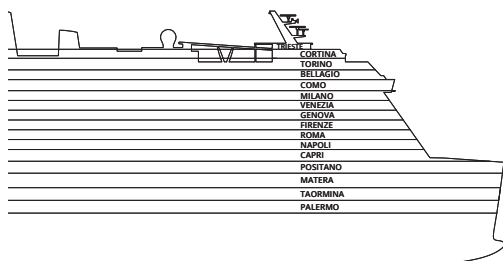 TRIESTE
CORTINA
TORINO
BELLAGIO
COMO
MILANO
VENEZIA
GENOVA
FIRENZE
ROMA
NAPOLI
CAPRI
POSITANO
MATERA
TAORMINA
PALERMO